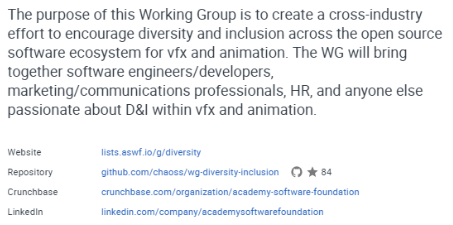 The purpose of this Working Group is to create a cross-industry
effort to encourage diversity and inclusion across the open source
software ecosystem for vfx and animation. The WG will bring
together software engineers/developers,
marketing/communications professionals, HR, and anyone else
passionate about D&I within vfx and animation.
Website lists.aswf.io/g/diversity
Repository github.com/chaoss/wg-diversity-inclusion 84
Crunchbase crunchbase.com/organization/academy-software-foundation
LinkedIn linkedin.com/company/academysoftwarefoundation